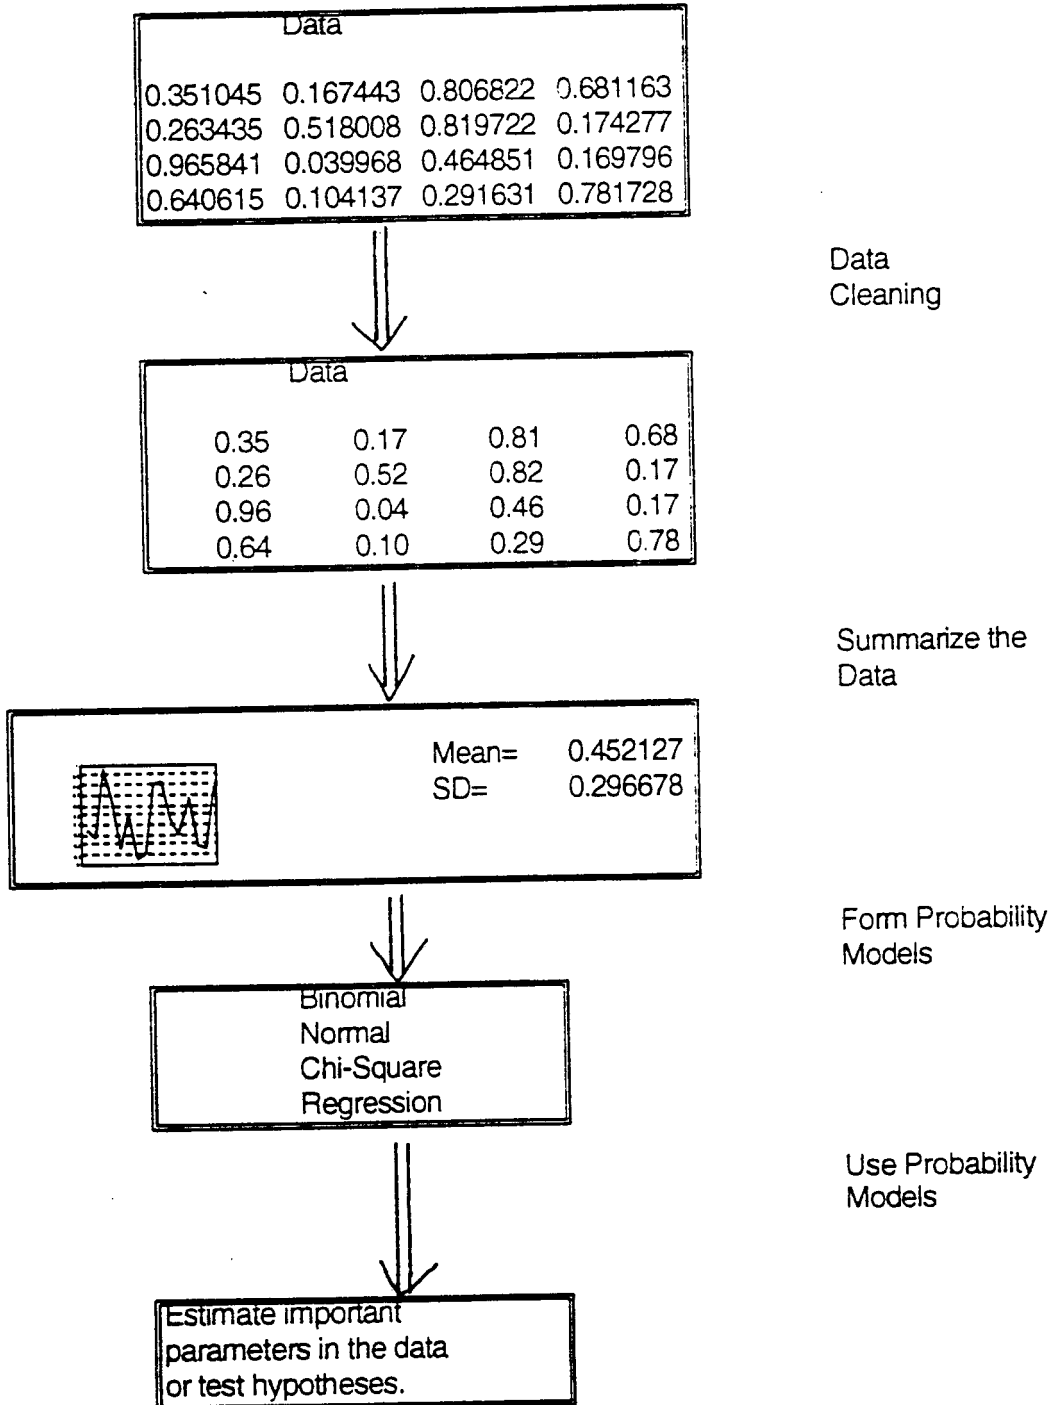 Data
0.351045 0.167443 0.806822 0.681163
0.263435 0.518008 0.819722 0.174277
0.965841 0.039968 0.464851 0.169796
0.640615 0.104137 0.291631 0.781728
Data
Cleaning
Data
0.35 0.17 0.81 0.68
0.26 0.52 0.82 0.17
0.96 0.04 0.46 0.17
0.64 0.10 0.29 0.78
Summarize the
Data
Mean= 0.452127
SD= 0.296678
Form Probability
Models
Binomial
Normal
Chi-Square
Regression
Use Probability
Models
Estimate important
parameters in the data
or test hypotheses.